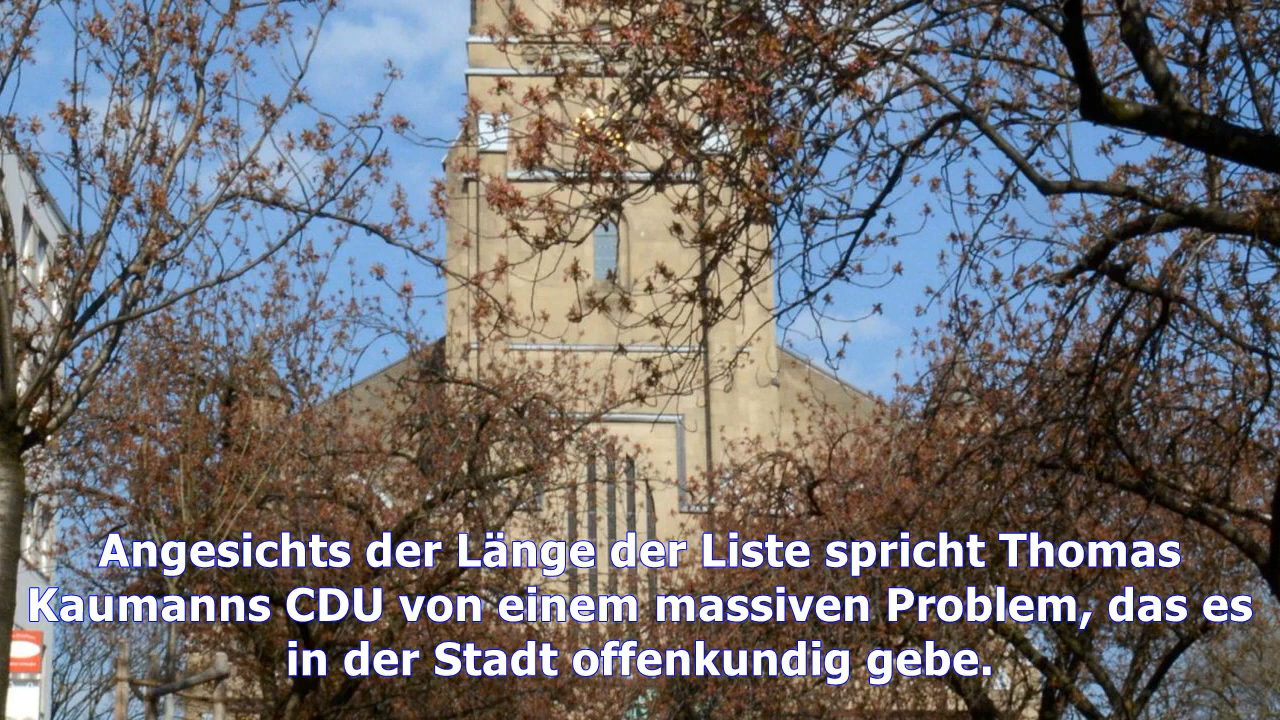 Angesichts der Länge der Liste spricht Thomas
Kaumanns CDU von einem massiven Problem, das es
in der Stadt offenkundig gebe.